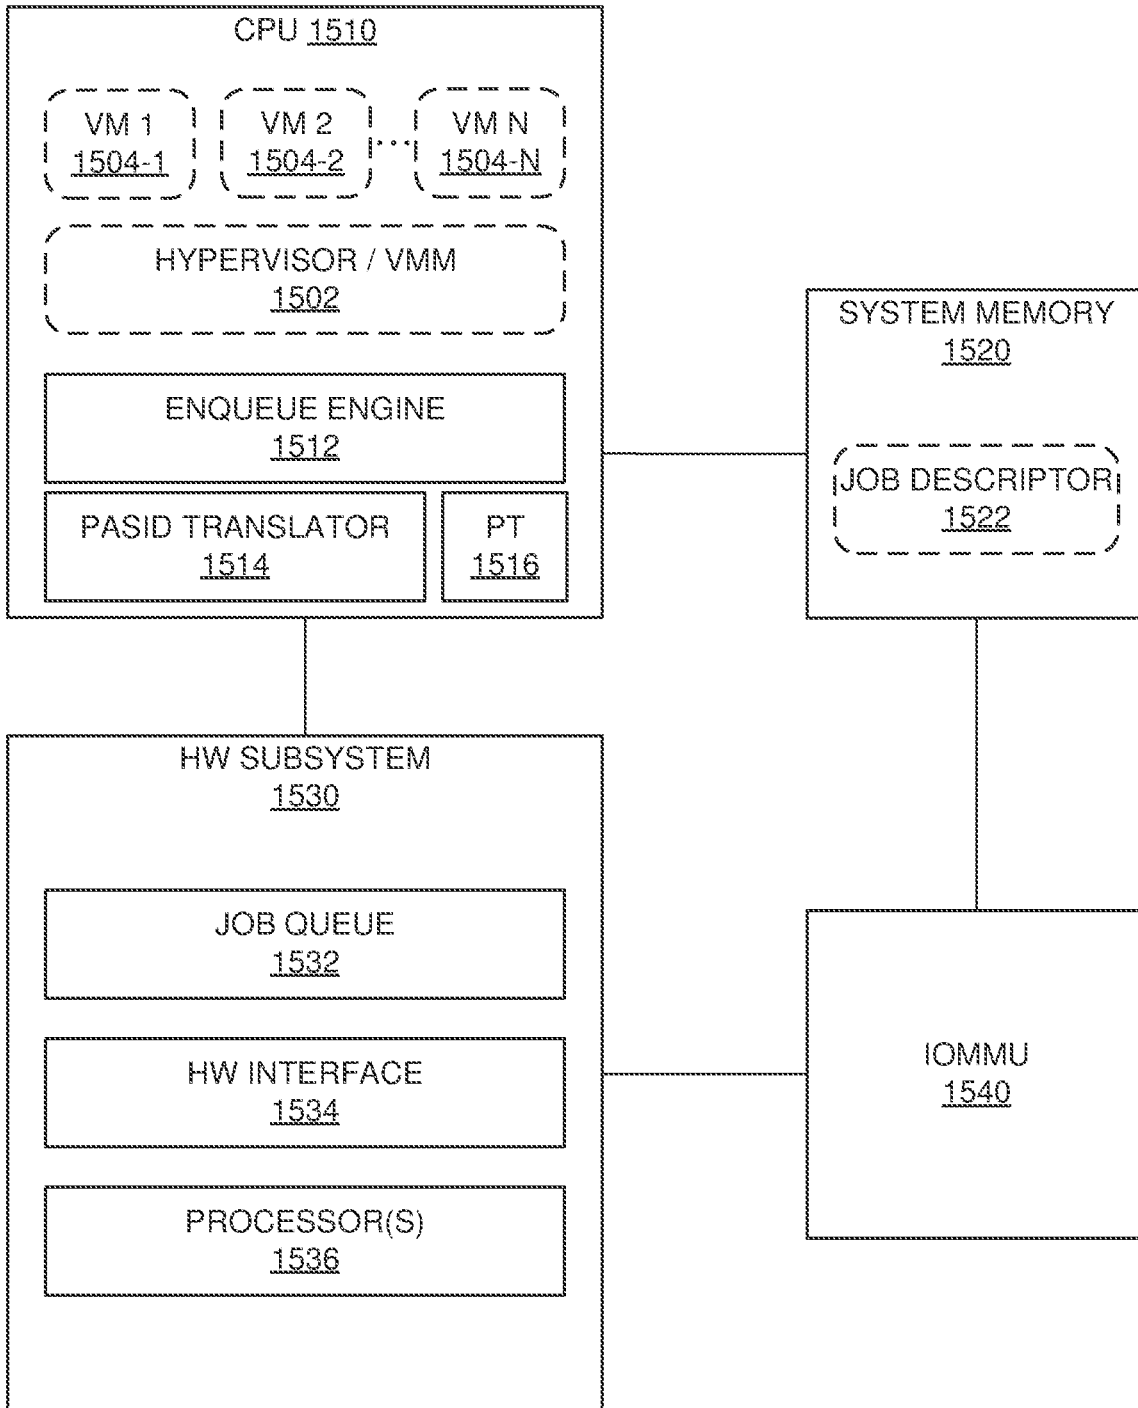 CPU 1510
VM 1
1504-1
VM 2
1504-2
...
VM N
1504-N
HYPERVISOR / VMM
1502
ENQUEUE ENGINE
1512
PASID TRANSLATOR
1514
PT
1516
SYSTEM MEMORY
1520
JOB DESCRIPTOR
1522
HW SUBSYSTEM
1530
JOB QUEUE
1532
HW INTERFACE
1534
PROCESSOR(S)
1536
IOMMU
1540